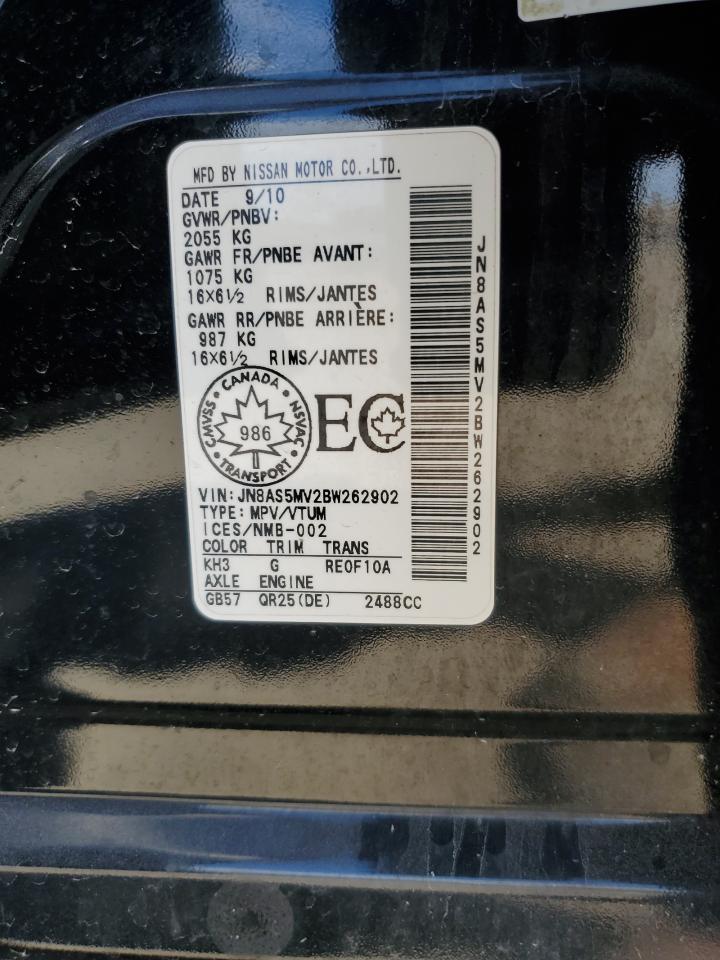 MFD BY NISSAN MOTOR CO.,LTD.
DATE 9/10
GVWR/PNBV:
2055 KG
GAWR FR/PNBE AVANT:
1075 KG
16X6½ RIMS/JANTES
GAWR RR/PNBE ARRIÈRE:
987 KG
16X6½ RIMS/JANTES
CANADA
CMVSS
NSVAC
986
TRANSPORT
EC
VIN:JN8AS5MV2BW262902
TYPE:MPV/VTUM
ICES/NMB-002
COLOR TRIM TRANS
KH3 G RE0F10A
AXLE ENGINE
GB57 QR25(DE) 2488CC
JN8AS5MV2BW262902